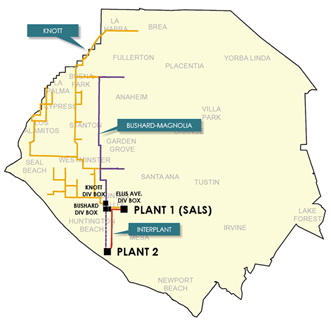 LA
HABRA
BREA
KNOTT
FULLERTON
YORBA LINDA
PLACENTIA
BUENA
PARK
LA
PALMA
CYPRESS
ANAHEIM
LOS
ALAMITOS
STANTON
VILLA
PARK
BUSHARD-MAGNOLIA
GARDEN
GROVE
SEAL
BEACH
WESTMINSTER
SANTA ANA
TUSTIN
KNOTT
DIV BOX
ELLIS AVE.
DIV BOX
BUSHARD
DIV BOX
PLANT 1 (SALS)
HUNTINGTON
BEACH
INTERPLANT
MESA
IRVINE
LAKE
FOREST
PLANT 2
NEWPORT
BEACH